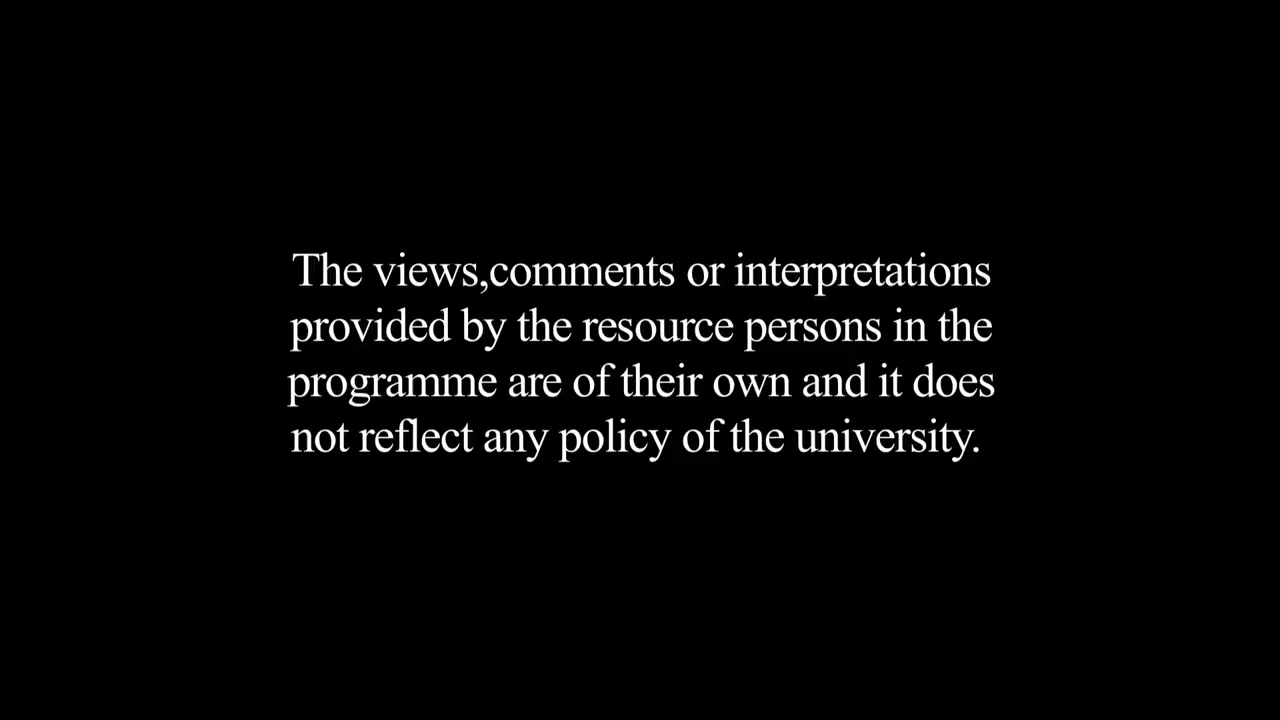 The views,comments or interpretations
provided by the resource persons in the
programme are of their own and it does
not reflect any policy of the university.